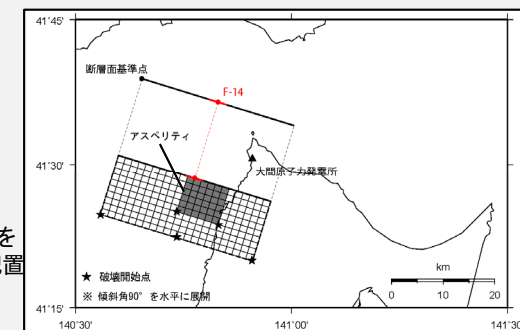 41˚45'
断層面基準点
F-14
アスペリティ
41˚30'
大間原子力発電所
を
置
★ 破壊開始点
※ 傾斜角90° を水平に展開
km
0 10 20
41˚15'
140˚30' 141˚00' 141˚30'